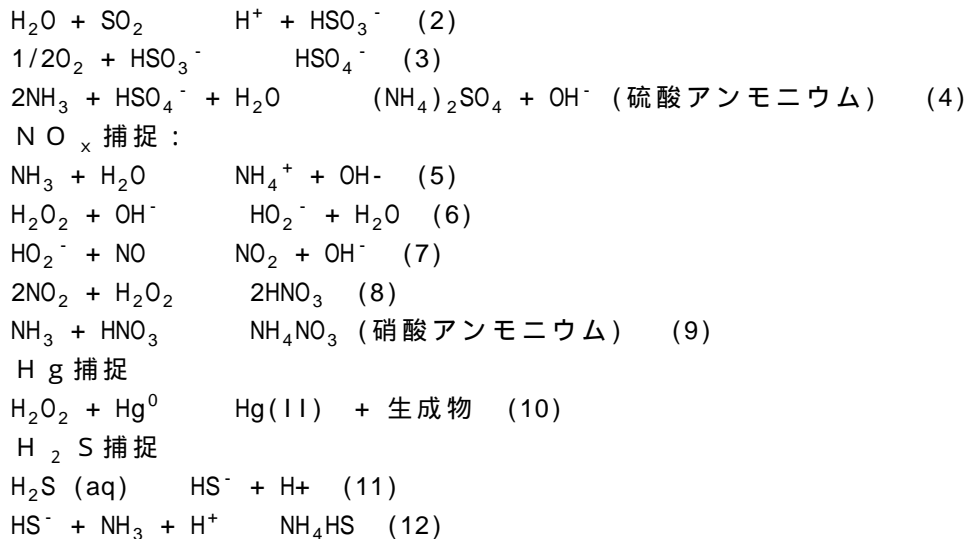 H₂O + SO₂ H⁺ + HSO₃⁻ (2)
1/2O₂ + HSO₃⁻ HSO₄⁻ (3)
2NH₃ + HSO₄⁻ + H₂O (NH₄)₂SO₄ + OH⁻ (硫酸アンモニウム) (4)
ＮＯₓ捕捉：
NH₃ + H₂O NH₄⁺ + OH- (5)
H₂O₂ + OH⁻ HO₂⁻ + H₂O (6)
HO₂⁻ + NO NO₂ + OH⁻ (7)
2NO₂ + H₂O₂ 2HNO₃ (8)
NH₃ + HNO₃ NH₄NO₃ (硝酸アンモニウム) (9)
Ｈｇ捕捉
H₂O₂ + Hg⁰ Hg(II) + 生成物 (10)
Ｈ₂Ｓ捕捉
H₂S (aq) HS⁻ + H+ (11)
HS⁻ + NH₃ + H⁺ NH₄HS (12)